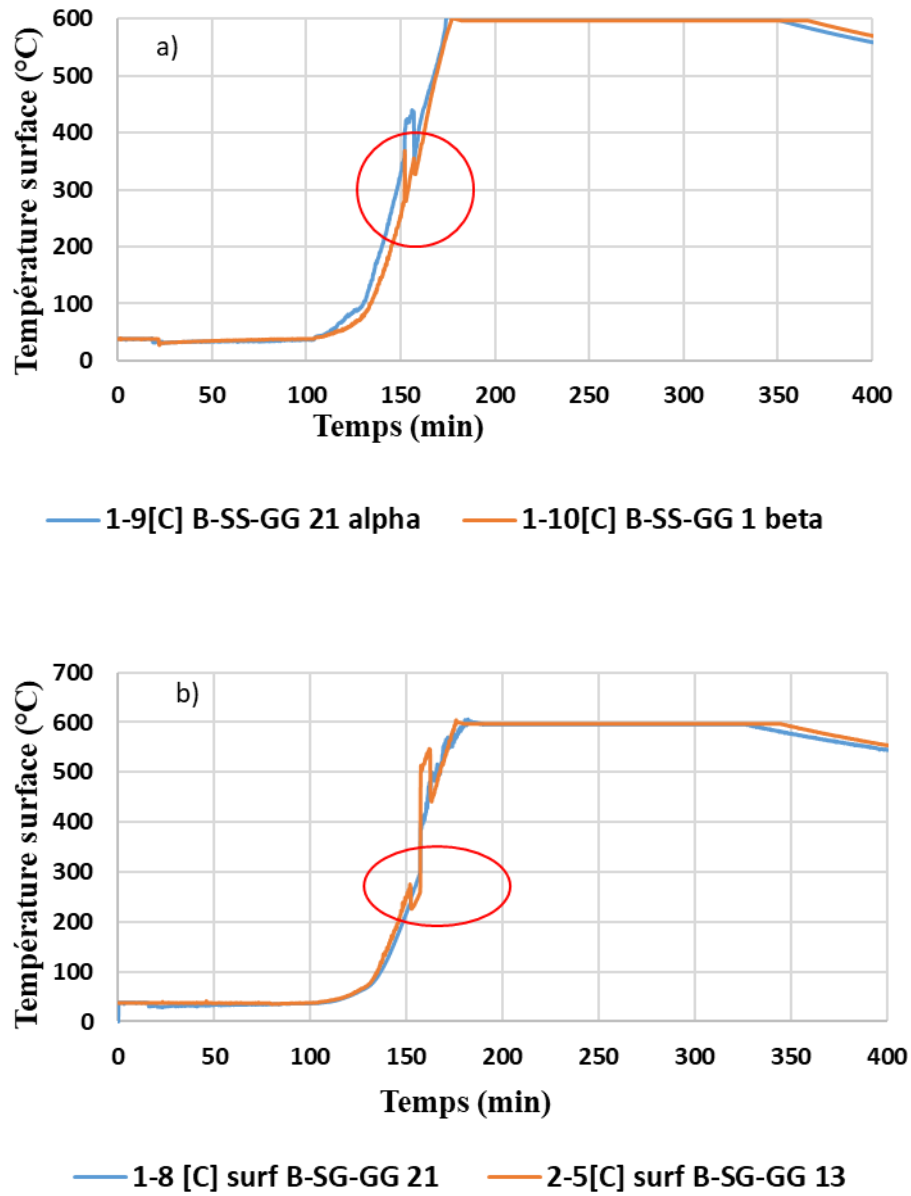 a)
Température surface (°C)
600
500
400
300
200
100
0
0 50 100 150 200 250 300 350 400
Temps (min)
1-9[C] B-SS-GG 21 alpha 1-10[C] B-SS-GG 1 beta
b)
Température surface (°C)
700
600
500
400
300
200
100
0
0 50 100 150 200 250 300 350 400
Temps (min)
1-8 [C] surf B-SG-GG 21 2-5[C] surf B-SG-GG 13